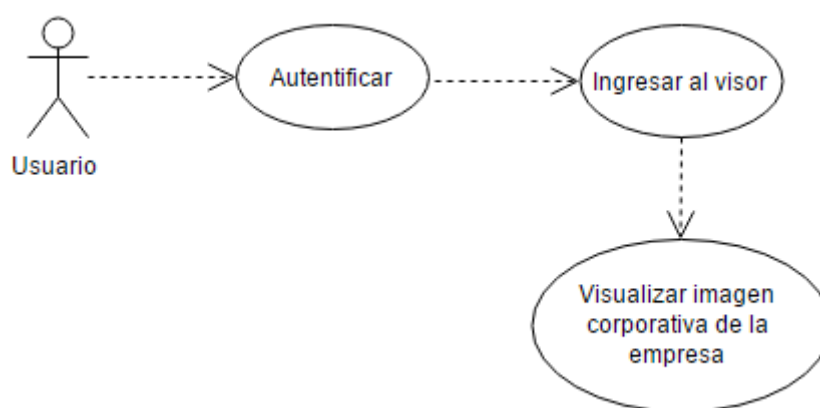 Autentificar
Ingresar al visor
Usuario
Visualizar imagen
corporativa de la
empresa